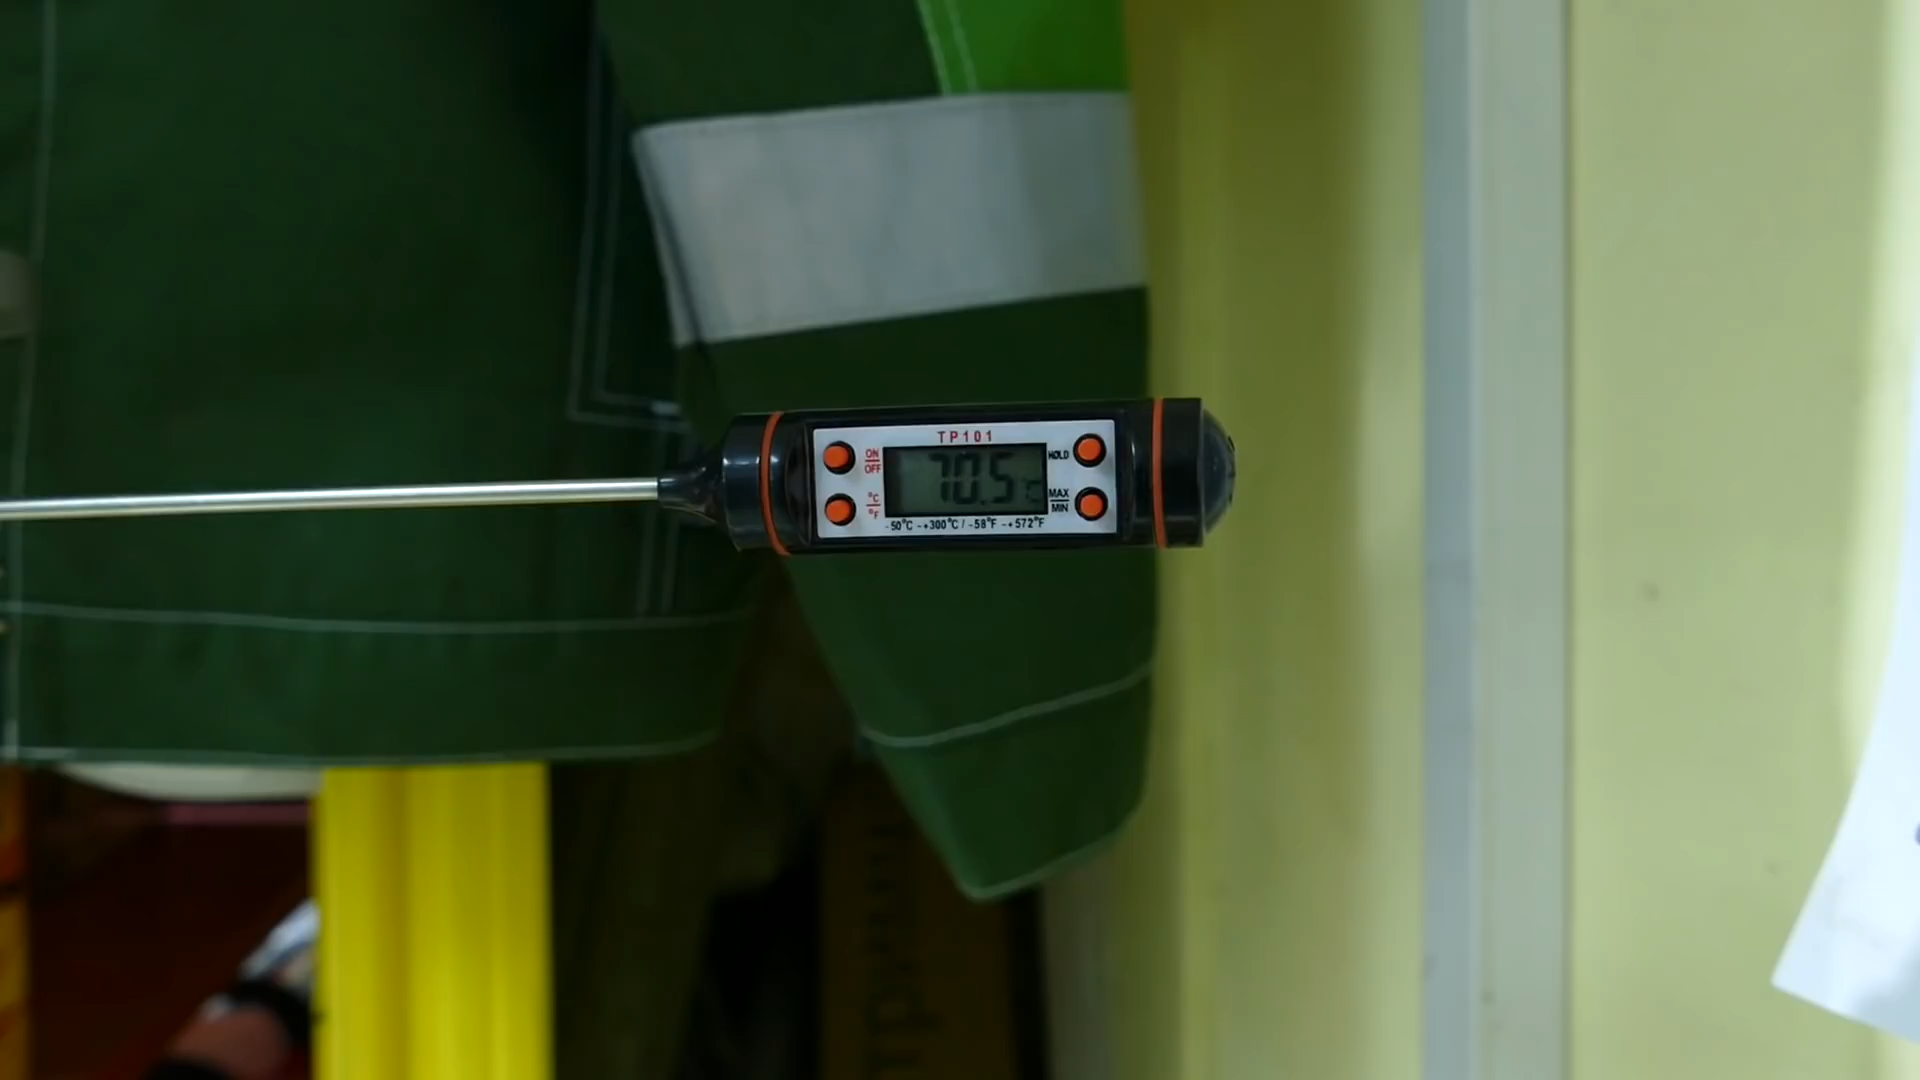 TP101
ON
OFF
°C
°F
70.5 °C
HOLD
MAX
MIN
-50°C ~+300°C / -58°F ~+572°F